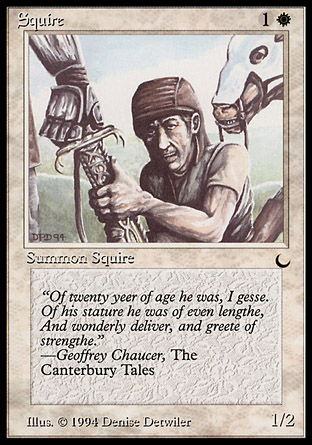 Squire 1
DPD 94
Summon Squire
“Of twenty yeer of age he was, I gesse.
Of his stature he was of even lengthe,
And wonderly deliver, and greete of
strengthe.”
—Geoffrey Chaucer, The
Canterbury Tales
1/2
Illus. © 1994 Denise Detwiler